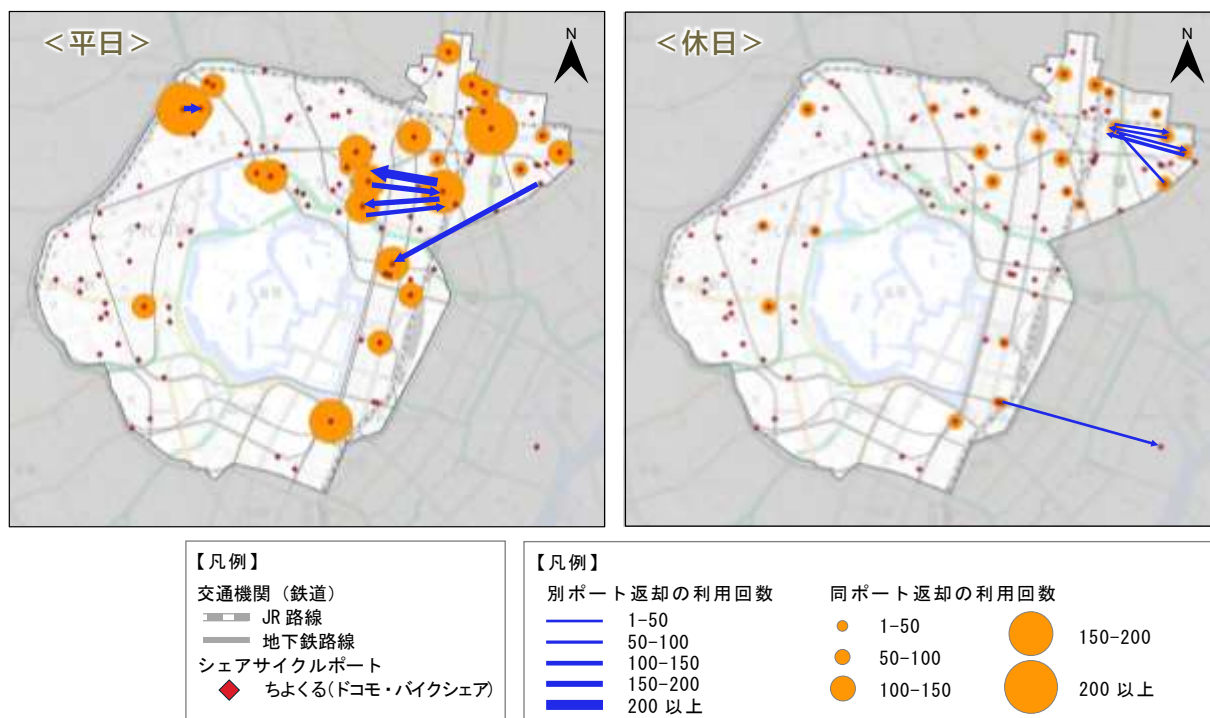 ＜平日＞
N
＜休日＞
N
【凡例】
交通機関（鉄道）
JR 路線
地下鉄路線
シェアサイクルポート
ちよくる(ドコモ・バイクシェア)
【凡例】
別ポート返却の利用回数
1-50
50-100
100-150
150-200
200 以上
同ポート返却の利用回数
1-50
50-100
100-150
150-200
200 以上